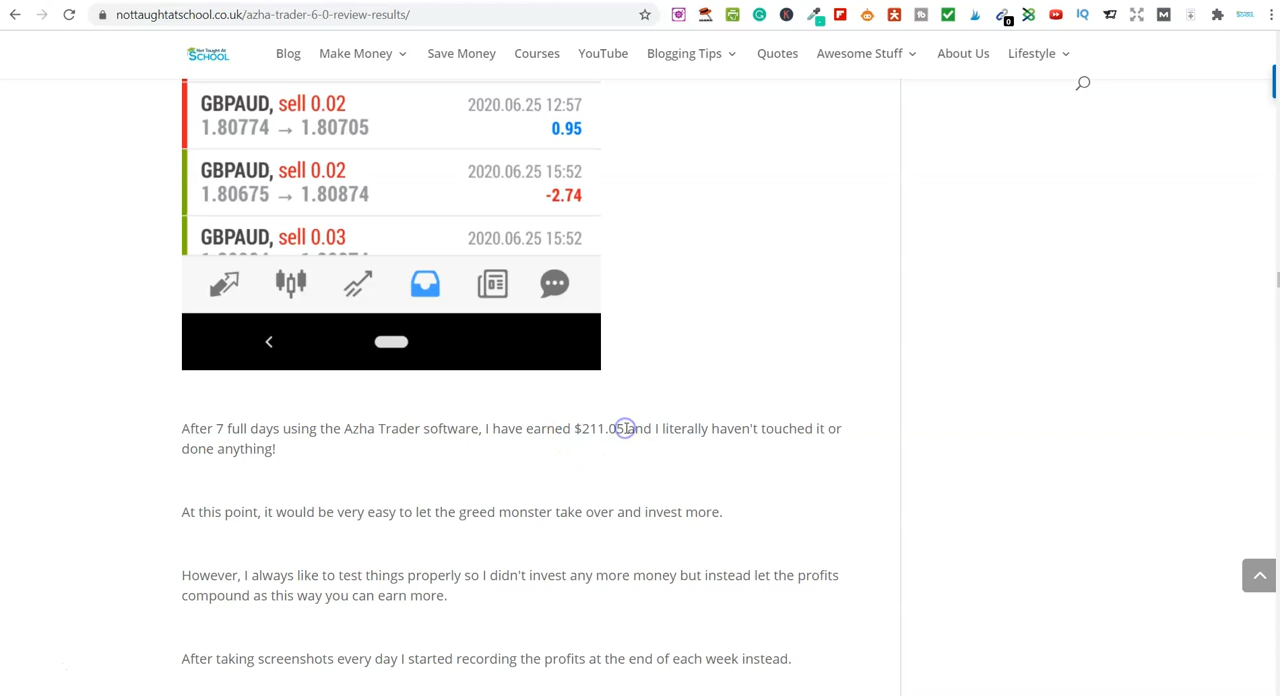 nottaughtatschool.co.uk/azha-trader-6-0-review-results/
Not Taught At
SCHOOL
Blog
Make Money
Save Money
Courses
YouTube
Blogging Tips
Quotes
Awesome Stuff
About Us
Lifestyle
GBPAUD, sell 0.02
2020.06.25 12:57
1.80774 → 1.80705
0.95
GBPAUD, sell 0.02
2020.06.25 15:52
1.80675 → 1.80874
-2.74
GBPAUD, sell 0.03
2020.06.25 15:52
After 7 full days using the Azha Trader software, I have earned $211.05 and I literally haven't touched it or
done anything!
At this point, it would be very easy to let the greed monster take over and invest more.
However, I always like to test things properly so I didn't invest any more money but instead let the profits
compound as this way you can earn more.
After taking screenshots every day I started recording the profits at the end of each week instead.